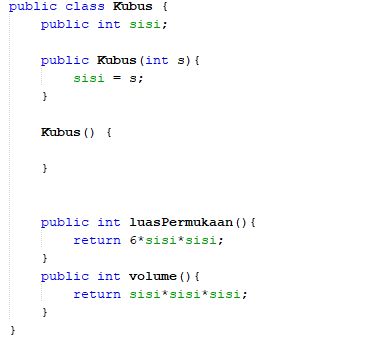 public class Kubus {
    public int sisi;

    public Kubus(int s){
        sisi = s;
    }

    Kubus() {

    }


    public int luasPermukaan(){
        return 6*sisi*sisi;
    }
    public int volume(){
        return sisi*sisi*sisi;
    }
}